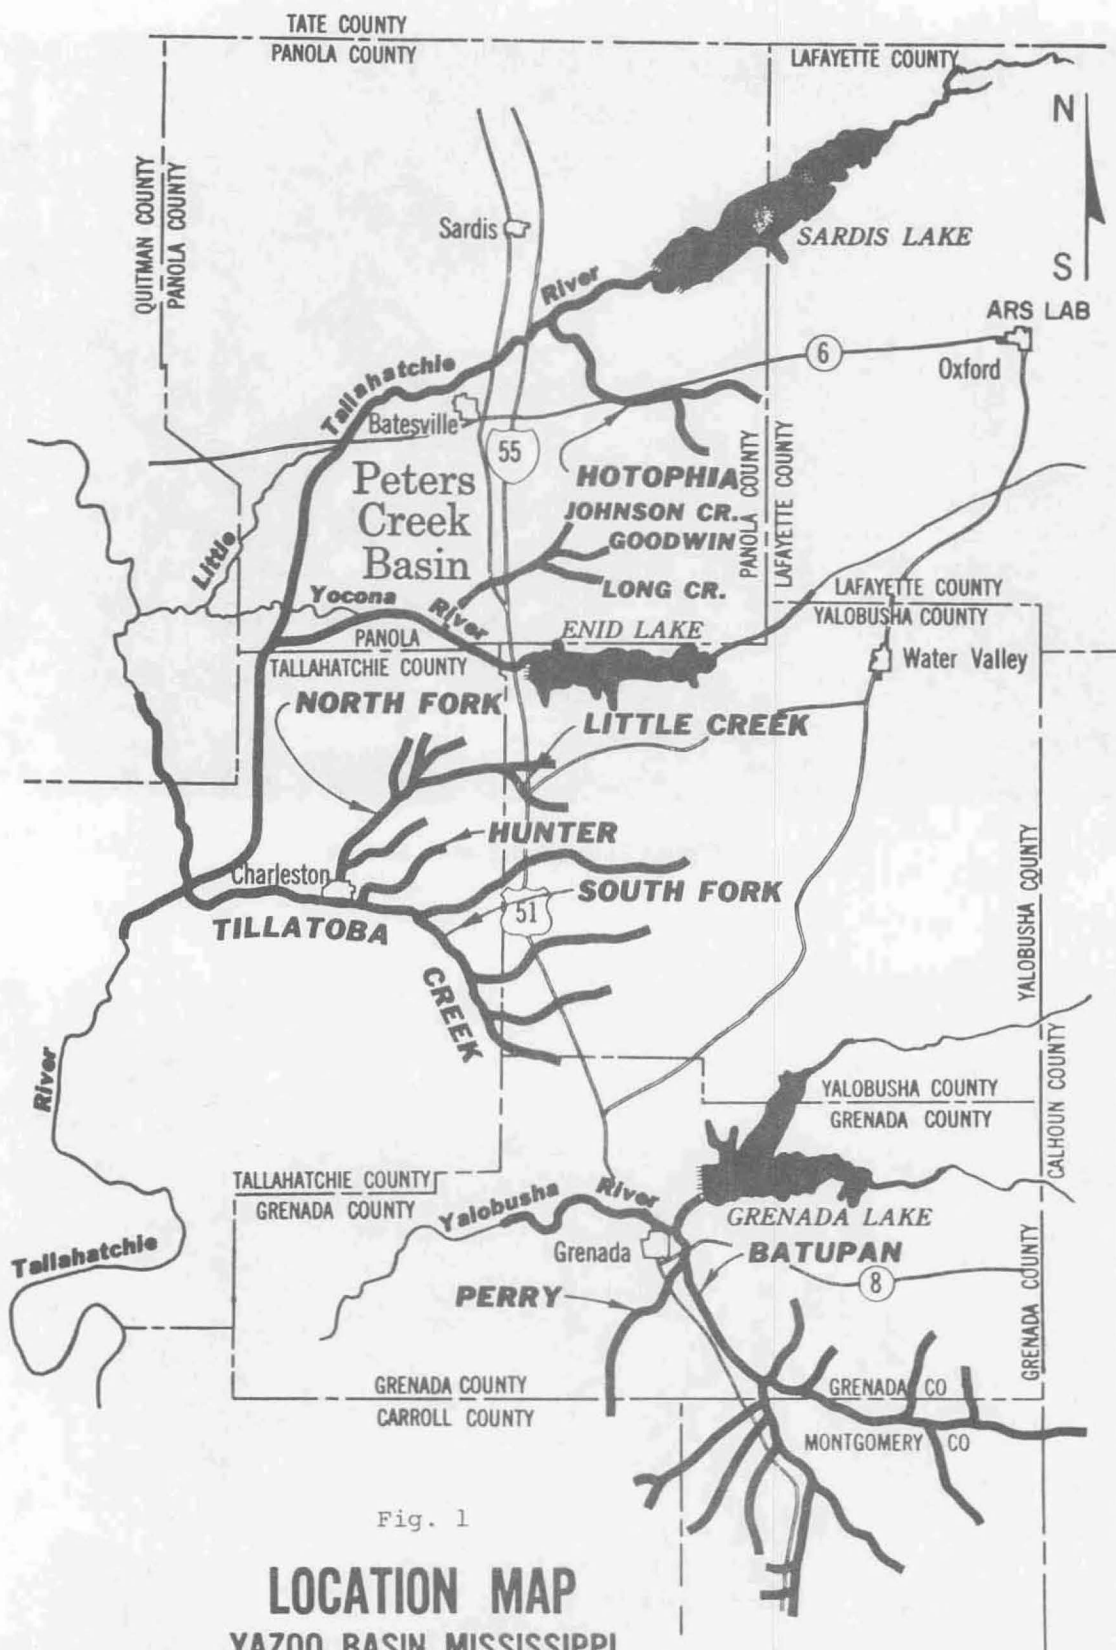 TATE COUNTY
PANOLA COUNTY
LAFAYETTE COUNTY
N
S
QUITMAN COUNTY
PANOLA COUNTY
Sardis
SARDIS LAKE
River
ARS LAB
6
Oxford
Tallahatchie
Batesville
55
HOTOPHIA
Peters
Creek
Basin
JOHNSON CR.
GOODWIN
LONG CR.
PANOLA COUNTY
LAFAYETTE COUNTY
Little
Yocona
River
LAFAYETTE COUNTY
YALOBUSHA COUNTY
PANOLA
TALLAHATCHIE COUNTY
ENID LAKE
Water Valley
NORTH FORK
LITTLE CREEK
HUNTER
Charleston
SOUTH FORK
51
TILLATOBA
CREEK
YALOBUSHA COUNTY
CALHOUN COUNTY
River
YALOBUSHA COUNTY
GRENADA COUNTY
TALLAHATCHIE COUNTY
GRENADA COUNTY
Yalobusha
River
GRENADA LAKE
Tallahatchie
Grenada
BATUPAN
8
PERRY
GRENADA COUNTY
GRENADA COUNTY
CARROLL COUNTY
GRENADA CO
MONTGOMERY CO
Fig. 1
LOCATION MAP
YAZOO BASIN MISSISSIPPI